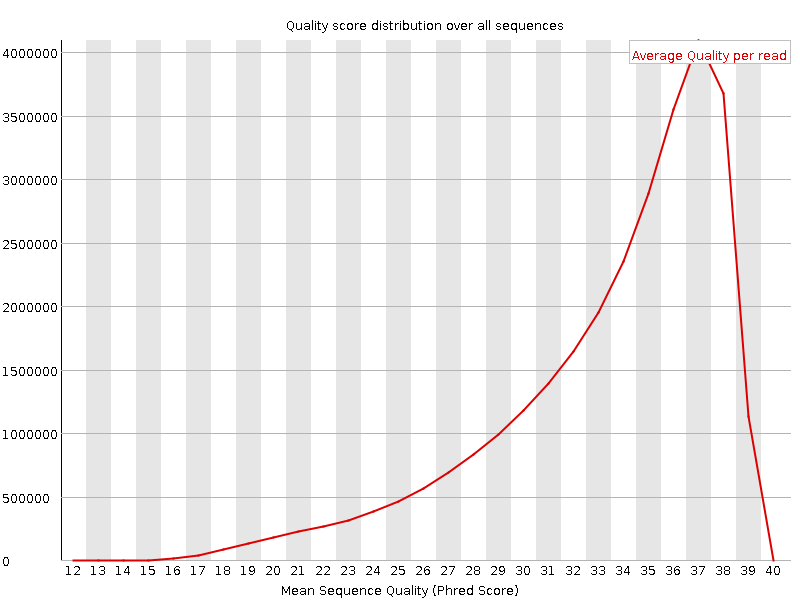 Quality score distribution over all sequences
Average Quality per read
4000000
3500000
3000000
2500000
2000000
1500000
1000000
500000
0
12 13 14 15 16 17 18 19 20 21 22 23 24 25 26 27 28 29 30 31 32 33 34 35 36 37 38 39 40
Mean Sequence Quality (Phred Score)